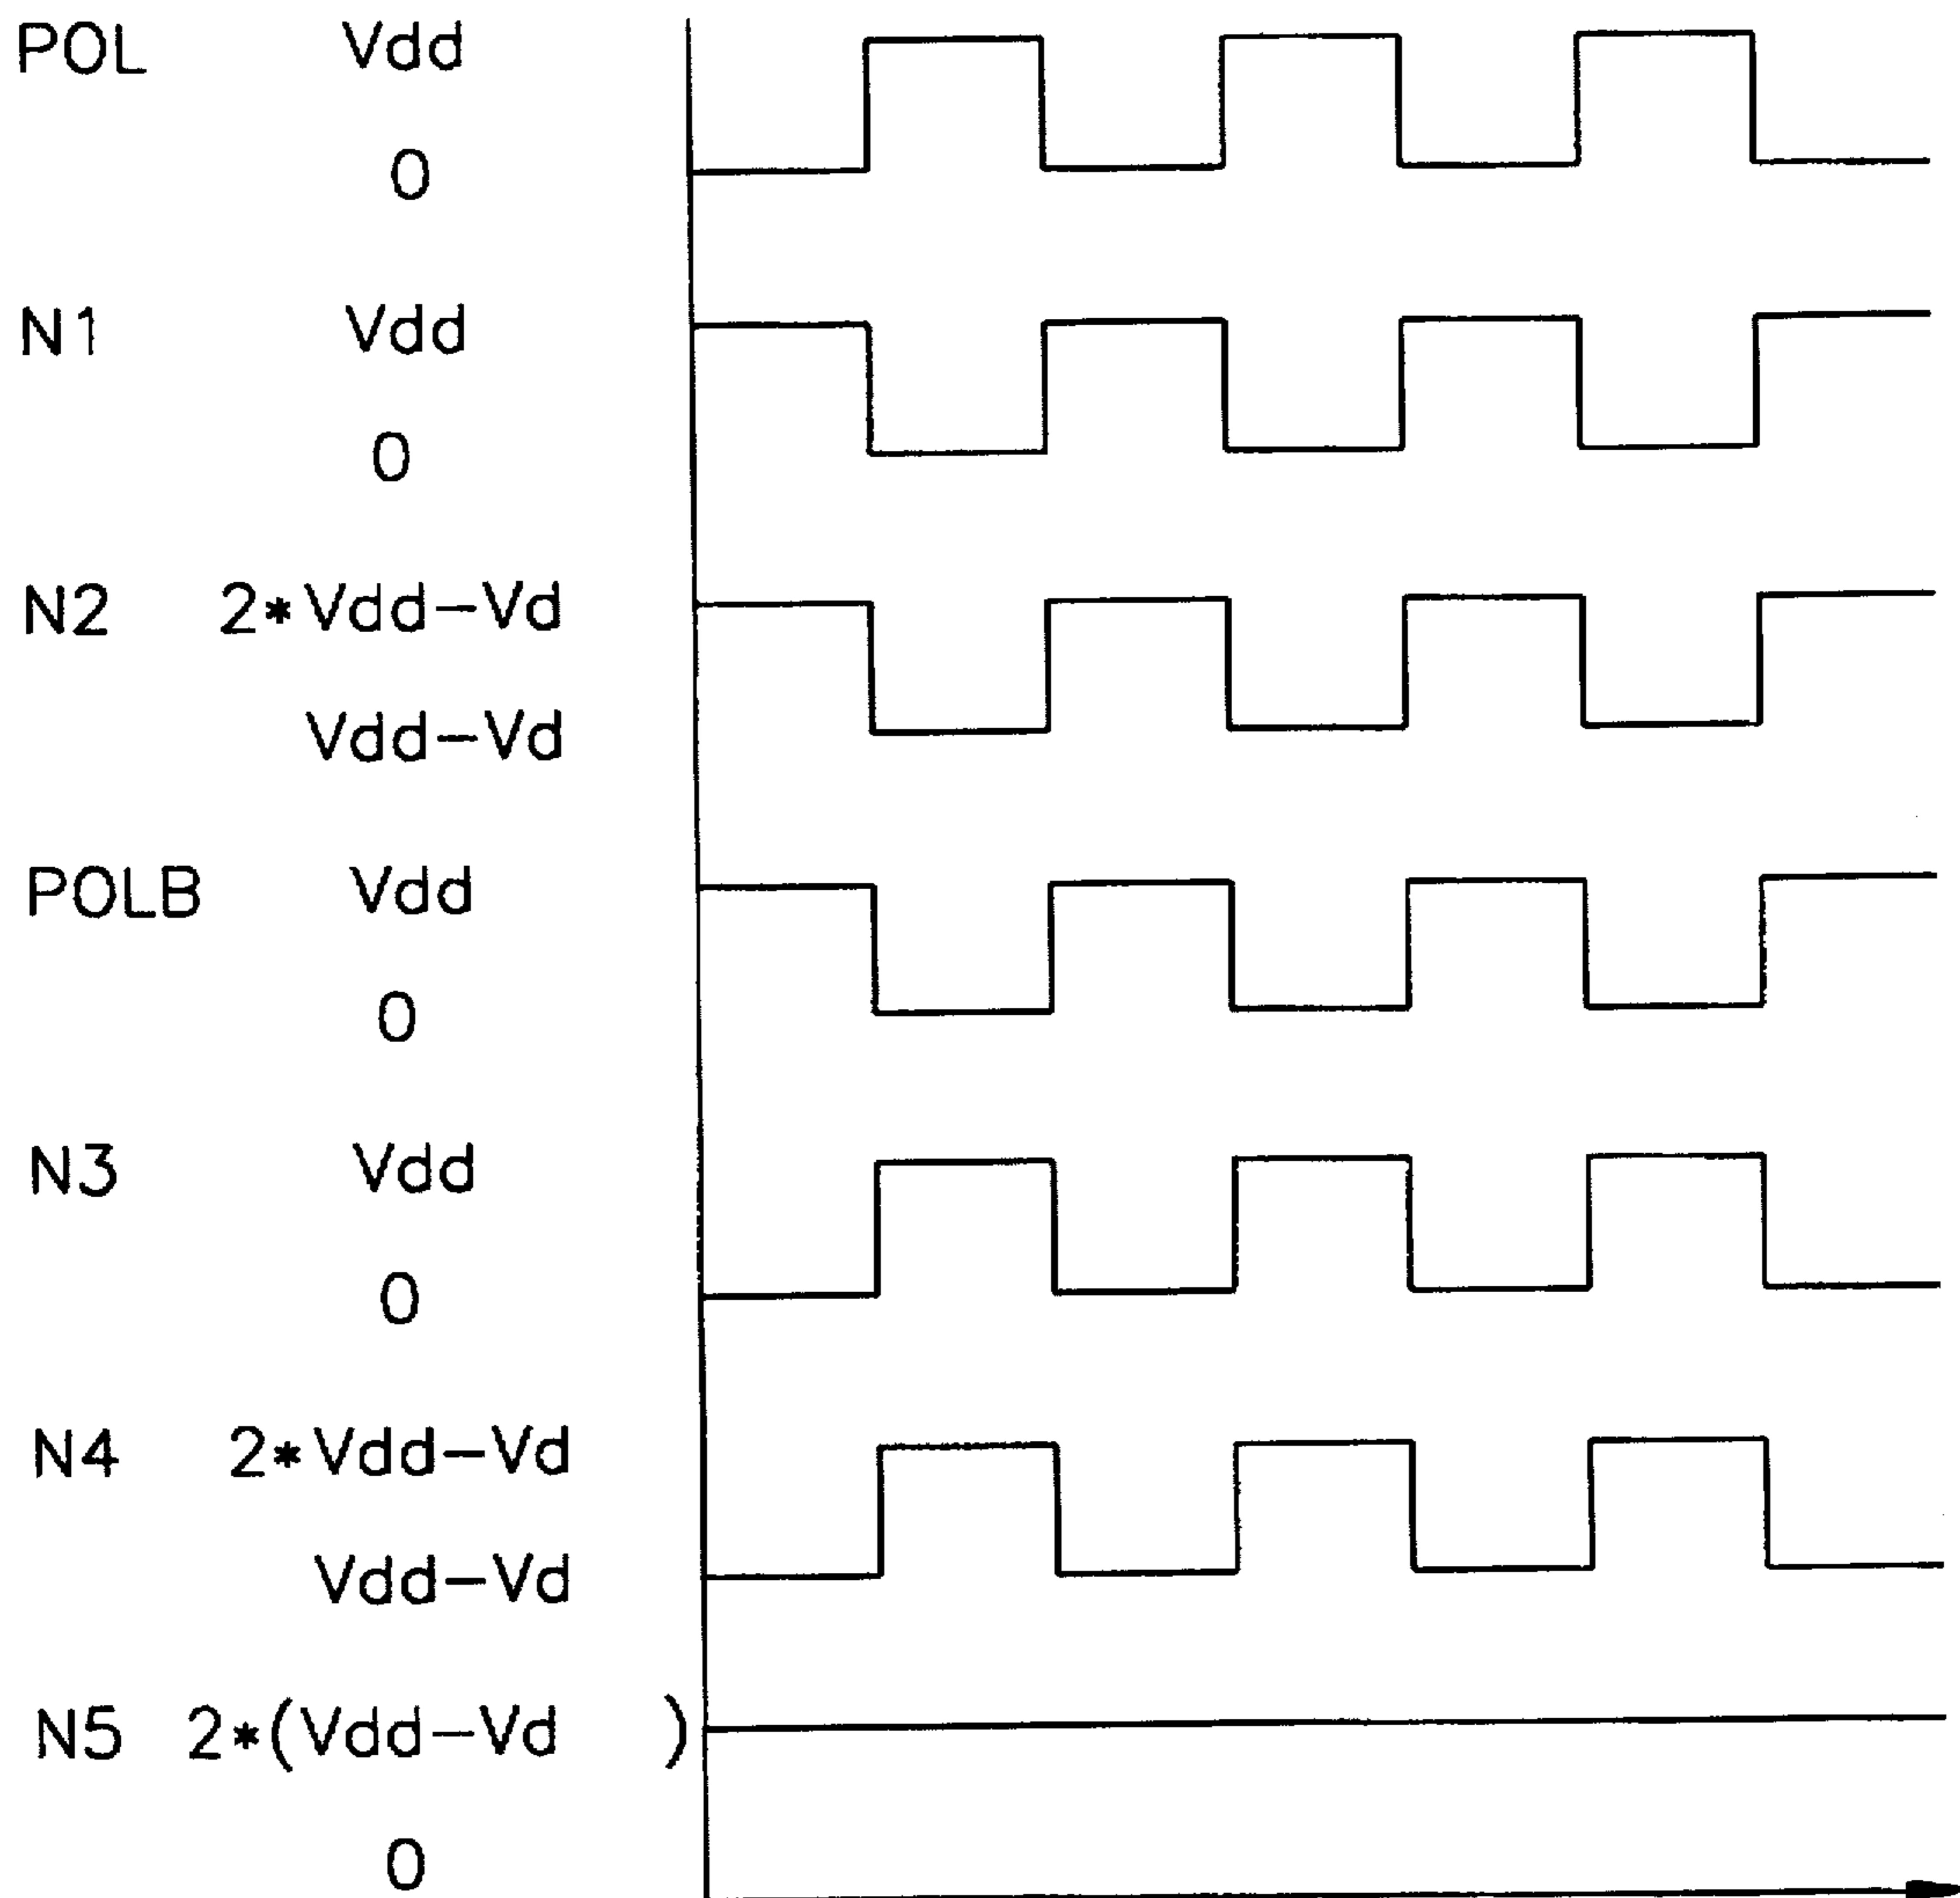 POL Vdd
0
N1 Vdd
0
N2 2*Vdd-Vd
Vdd-Vd
POLB Vdd
0
N3 Vdd
0
N4 2*Vdd-Vd
Vdd-Vd
N5 2*(Vdd-Vd )
0